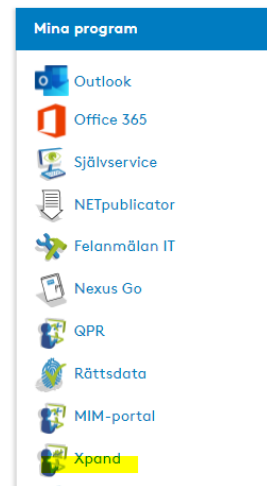 Mina program
Outlook
Office 365
Självservice
NETpublicator
Felanmälan IT
Nexus Go
QPR
Rättsdata
MIM-portal
Xpand